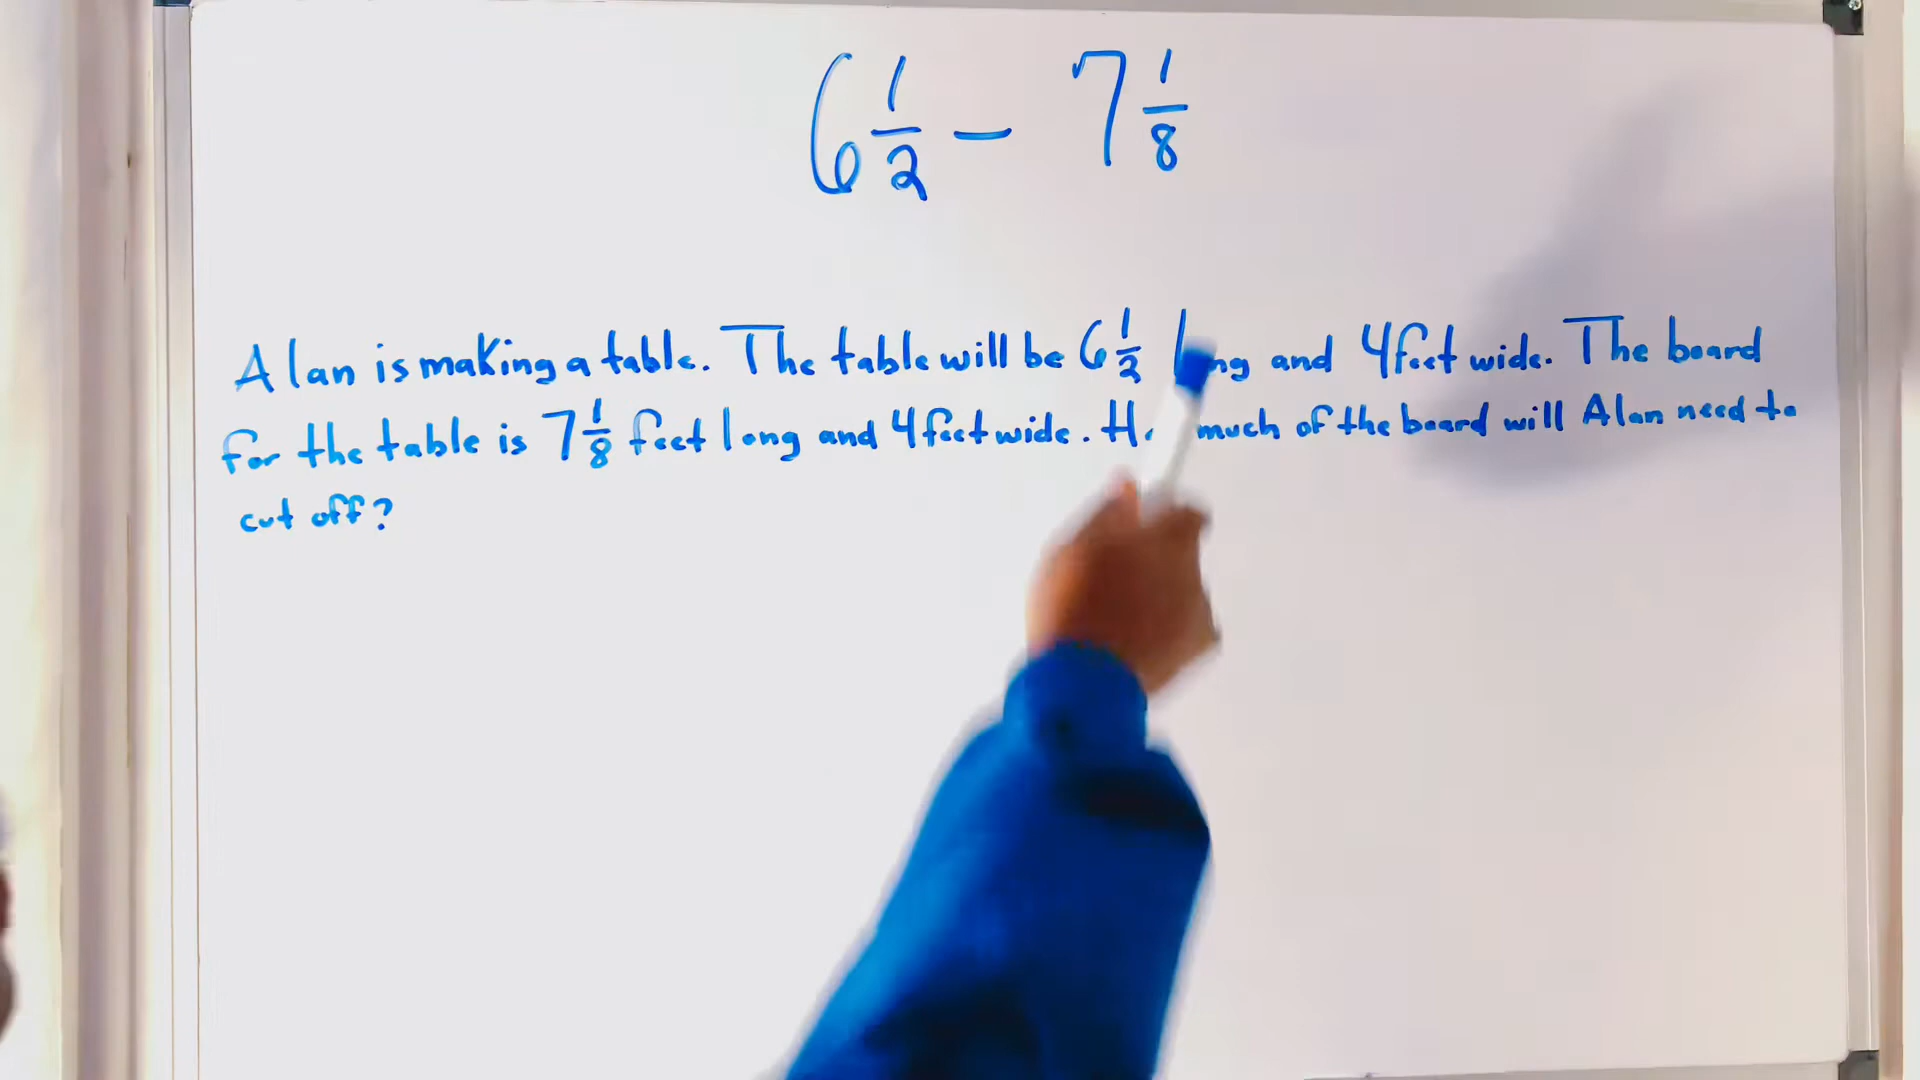 6 1/2 - 7 1/8
Alan is making a table. The table will be 6 1/2 and 4 feet wide. The board
for the table is 7 1/8 feet long and 4 feet wide. much of the board will Alan need to
cut off?